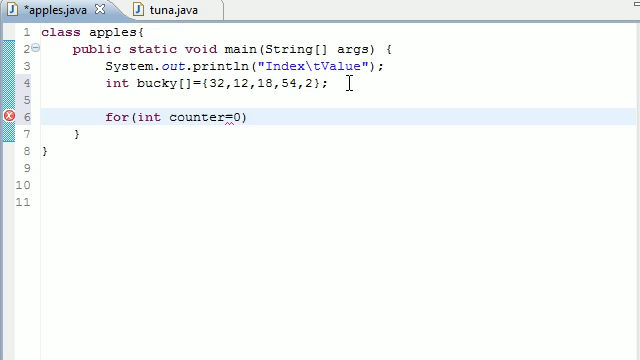 *apples.java tuna.java
1 class apples{
2 public static void main(String[] args) {
3 System.out.println("Index\tValue");
4 int bucky[]={32,12,18,54,2};
5
6 for(int counter=0)
7 }
8 }
9
10
11